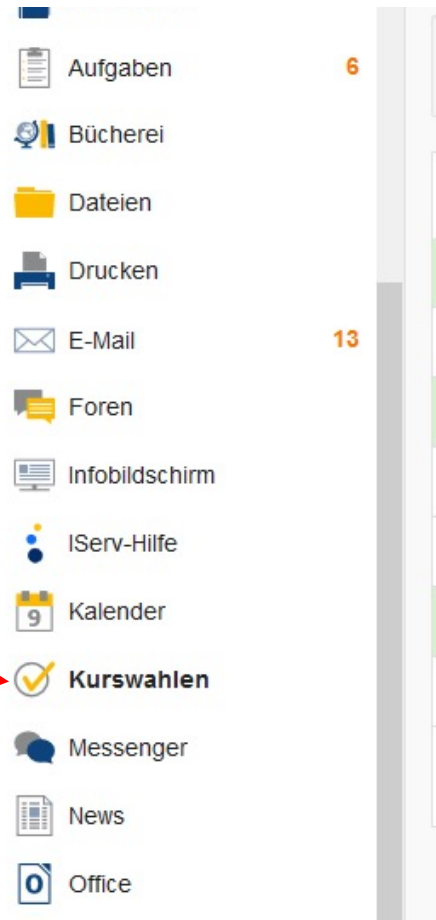 Aufgaben 6
Bücherei
Dateien
Drucken
E-Mail 13
Foren
Infobildschirm
IServ-Hilfe
9 Kalender
Kurswahlen
Messenger
News
O Office